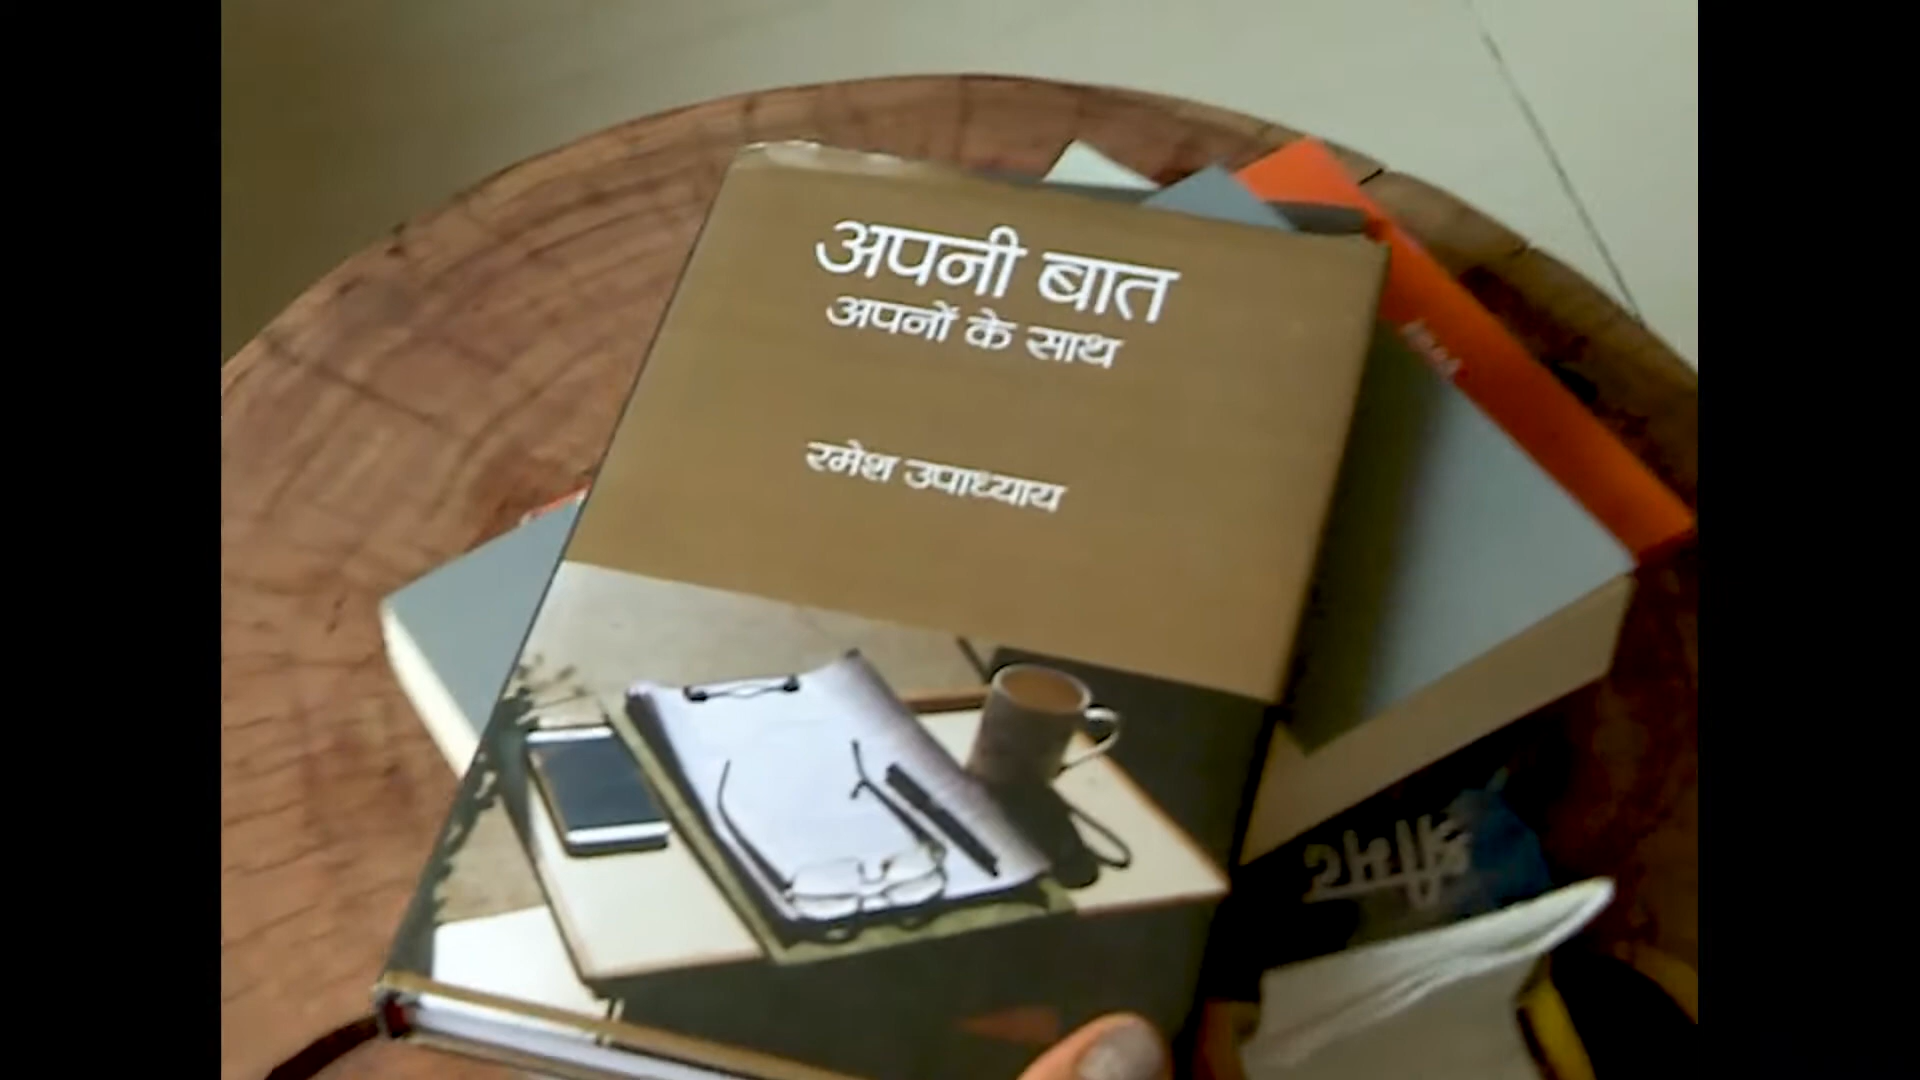 अपनी बात
अपनों के साथ
रमेश उपाध्याय